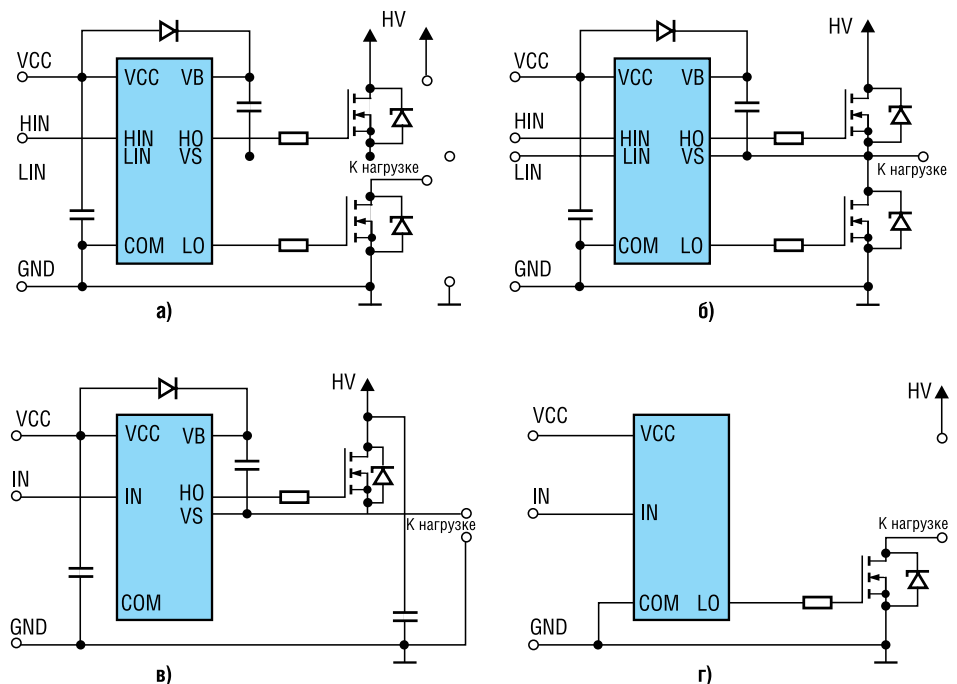 HV
VCC
VCC
VB
HIN
HIN
HO
LIN
VS
LIN
К нагрузке
COM
LO
GND
а)
HV
VCC
VCC
VB
HIN
HIN
HO
LIN
VS
LIN
К нагрузке
COM
LO
GND
б)
HV
VCC
VCC
VB
IN
IN
HO
VS
К нагрузке
COM
GND
в)
HV
VCC
VCC
IN
IN
К нагрузке
COM
LO
GND
г)